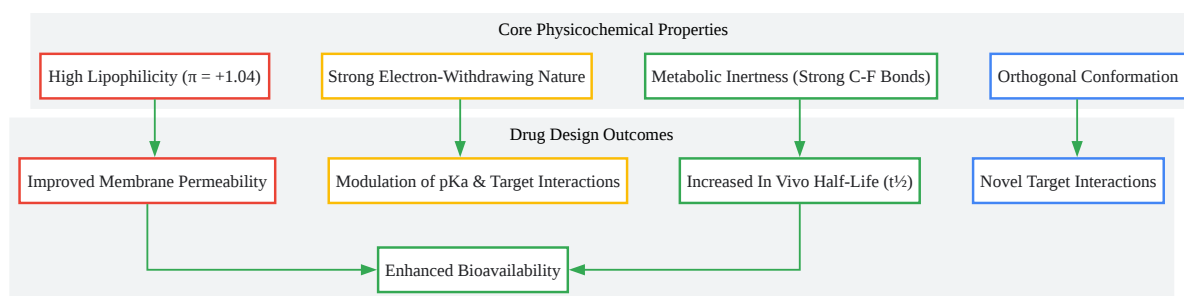 Core Physicochemical Properties
High Lipophilicity (π = +1.04)
Strong Electron-Withdrawing Nature
Metabolic Inertness (Strong C-F Bonds)
Orthogonal Conformation
Drug Design Outcomes
Improved Membrane Permeability
Modulation of pKa & Target Interactions
Increased In Vivo Half-Life (t½)
Novel Target Interactions
Enhanced Bioavailability